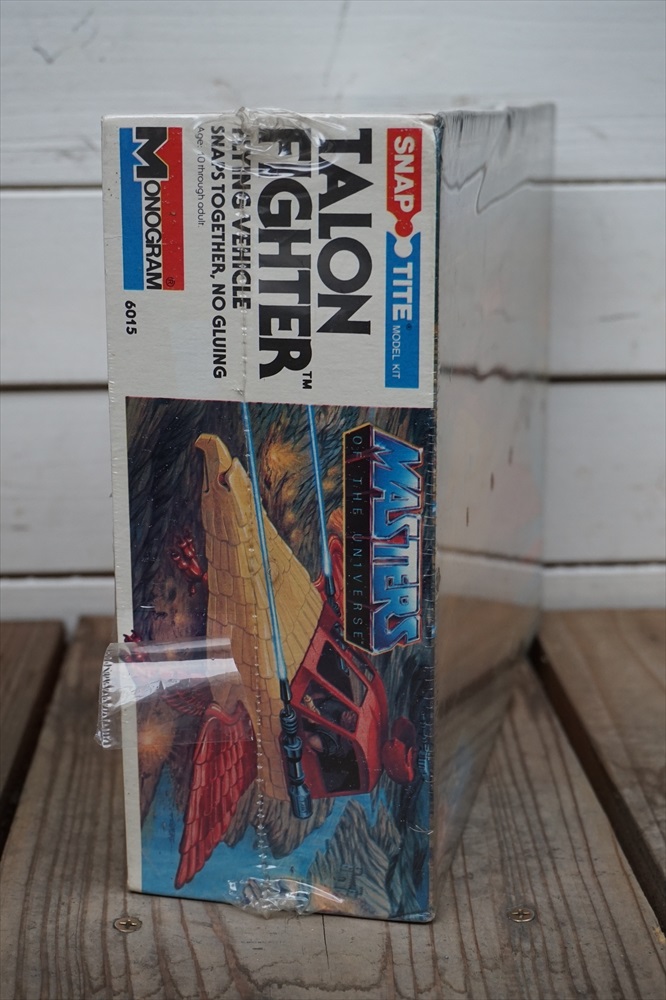 SNAP TITE® MODEL KIT
TALON
FIGHTER™
FLYING VEHICLE
SNAPS TOGETHER, NO GLUING
Age: 10 through adult.
MONOGRAM®
6015
MASTERS
OF THE UNIVERSE™